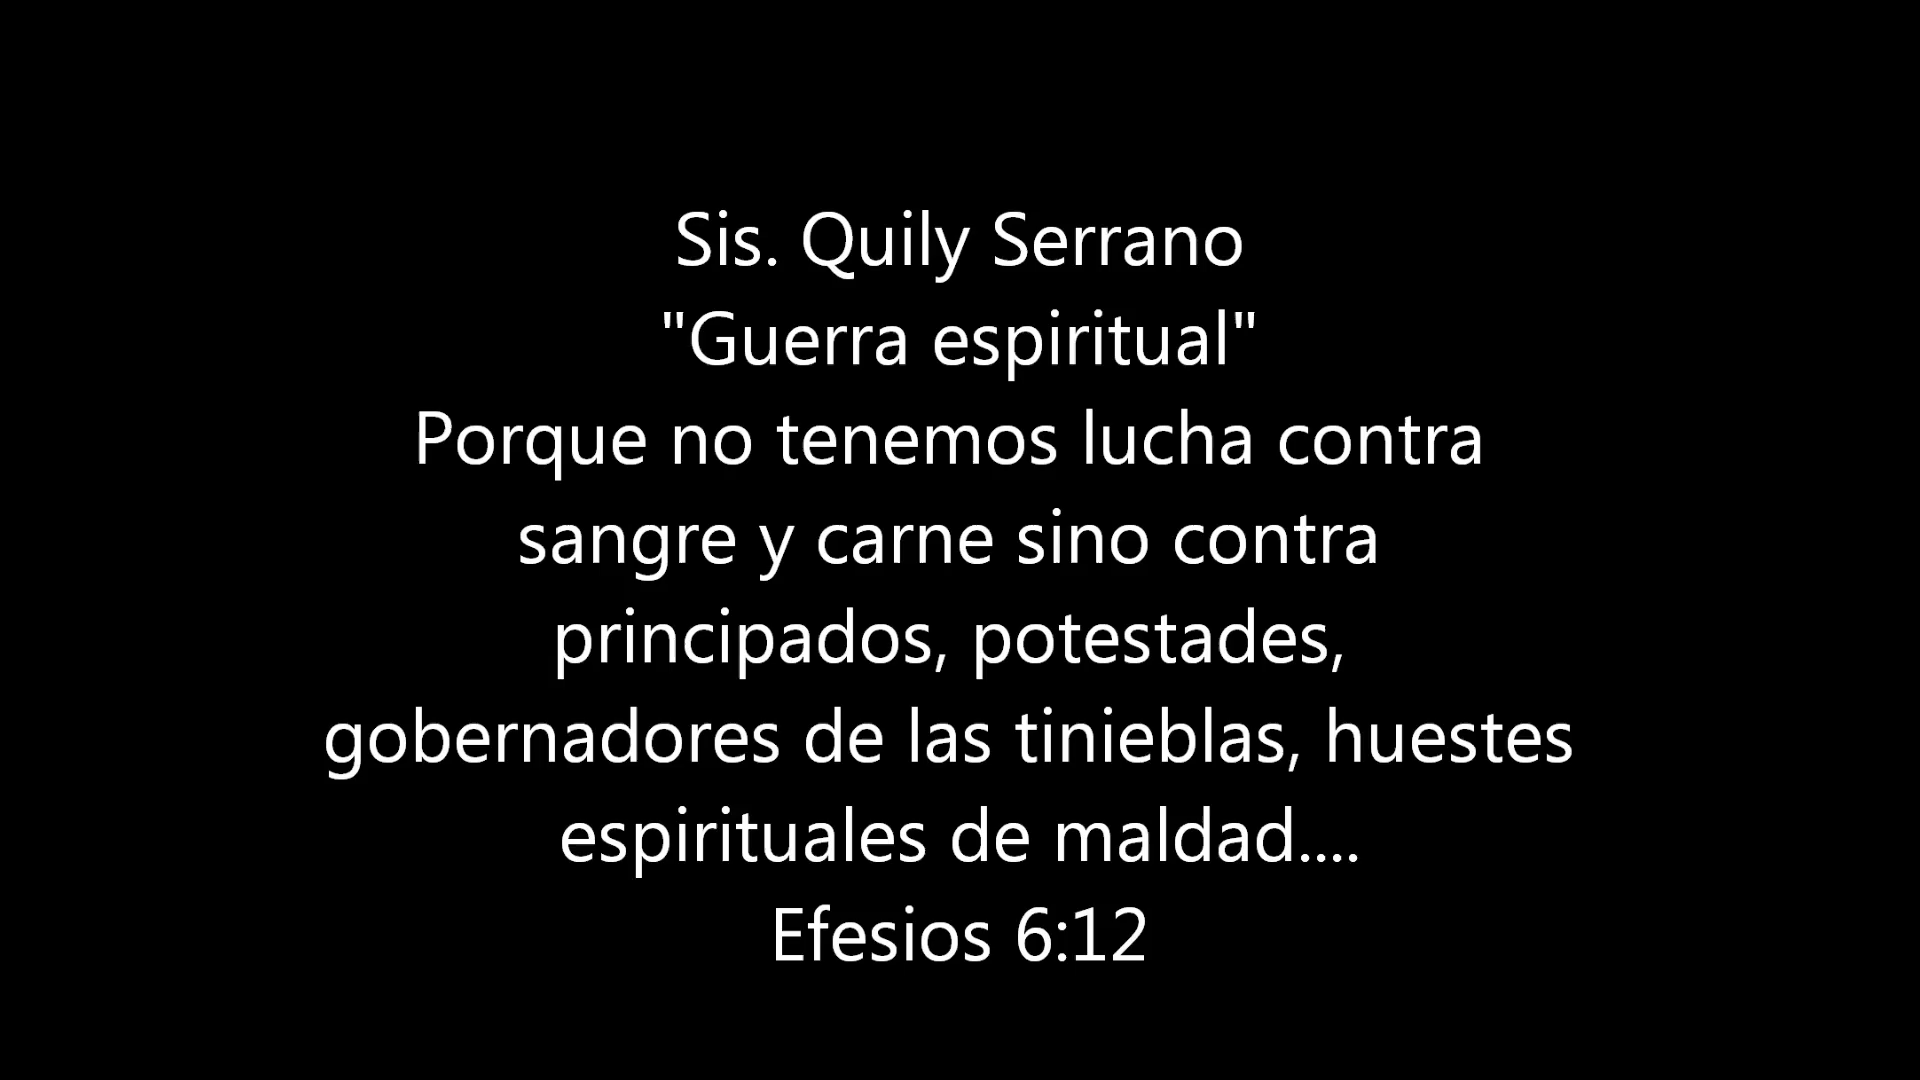 Sis. Quily Serrano
"Guerra espiritual"
Porque no tenemos lucha contra
sangre y carne sino contra
principados, potestades,
gobernadores de las tinieblas, huestes
espirituales de maldad....
Efesios 6:12